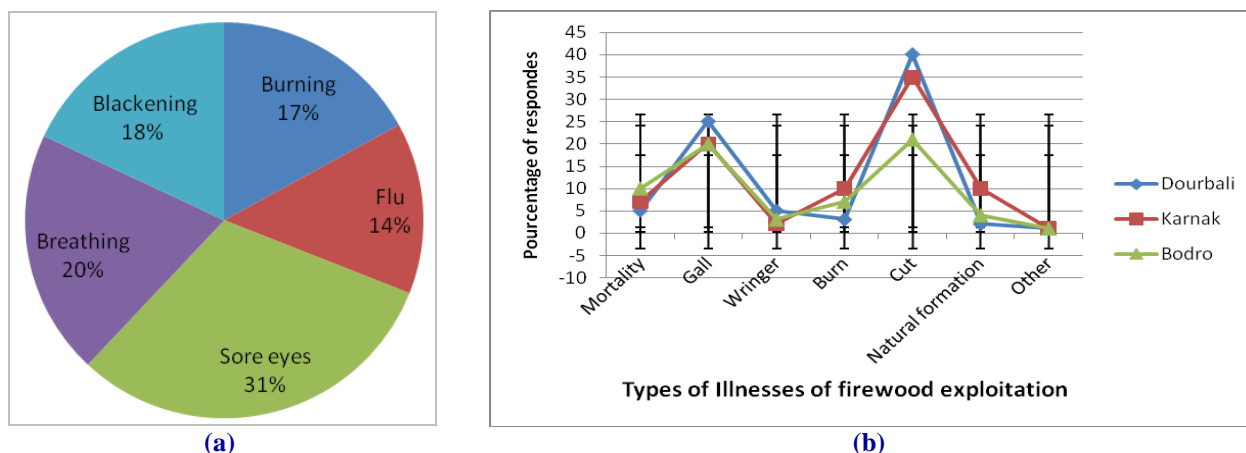 Blackening
18%
Burning
17%
Flu
14%
Breathing
20%
Sore eyes
31%
(a)
Pourcentage of respondes
45
40
35
30
25
20
15
10
5
0
-5
-10
Mortality
Gall
Wringer
Burn
Cut
Natural formation
Other
Types of Illnesses of firewood exploitation
Dourbali
Karnak
Bodro
(b)